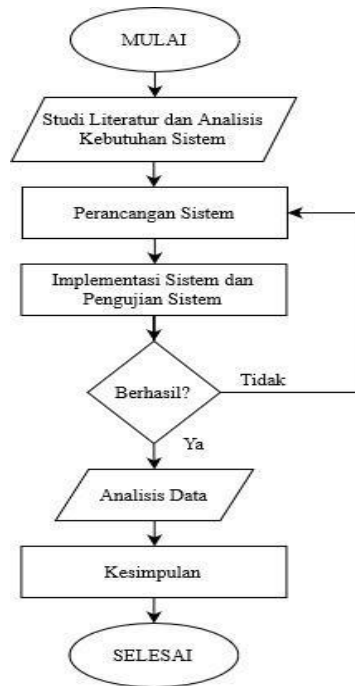 MULAI
Studi Literatur dan Analisis
Kebutuhan Sistem
Perancangan Sistem
Implementasi Sistem dan
Pengujian Sistem
Berhasil?
Tidak
Ya
Analisis Data
Kesimpulan
SELESAI